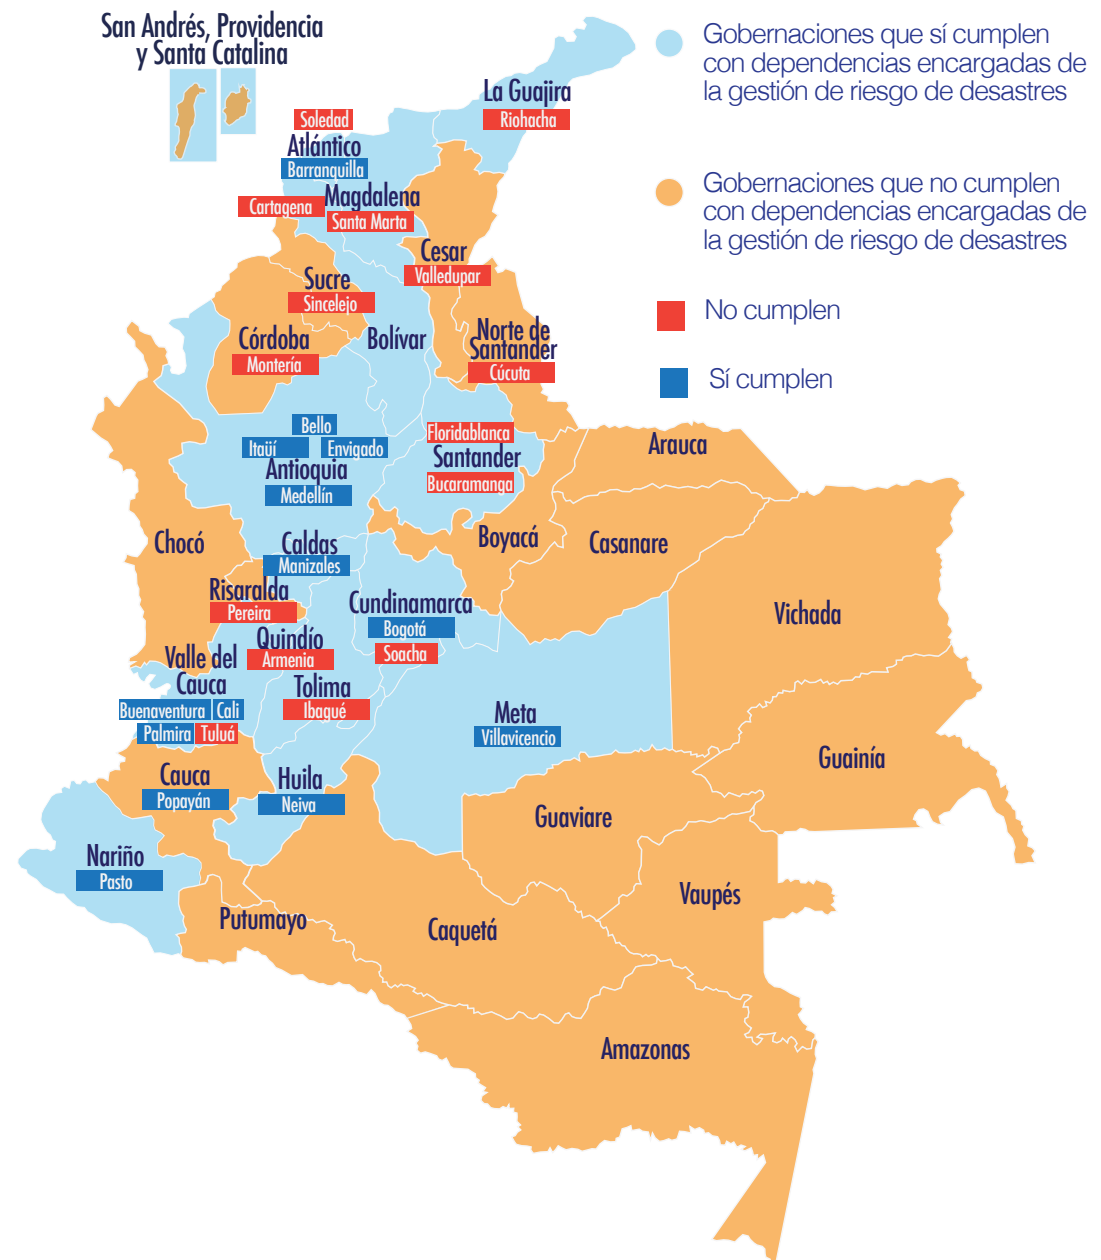 San Andrés, Providencia
y Santa Catalina
Gobernaciones que sí cumplen
con dependencias encargadas de
la gestión de riesgo de desastres
Gobernaciones que no cumplen
con dependencias encargadas de
la gestión de riesgo de desastres
No cumplen
Sí cumplen
La Guajira
Riohacha
Soledad
Atlántico
Barranquilla
Magdalena
Cartagena
Santa Marta
Cesar
Valledupar
Sucre
Sincelejo
Bolívar
Córdoba
Montería
Norte de
Santander
Cúcuta
Bello
Itaüí
Envigado
Antioquia
Medellín
Floridablanca
Santander
Bucaramanga
Arauca
Chocó
Caldas
Manizales
Boyacá
Casanare
Risaralda
Pereira
Cundinamarca
Bogotá
Soacha
Vichada
Quindío
Armenia
Valle del
Cauca
Buenaventura
Cali
Palmira
Tuluá
Tolima
Ibagué
Meta
Villavicencio
Guainía
Cauca
Popayán
Huila
Neiva
Guaviare
Nariño
Pasto
Vaupés
Putumayo
Caquetá
Amazonas